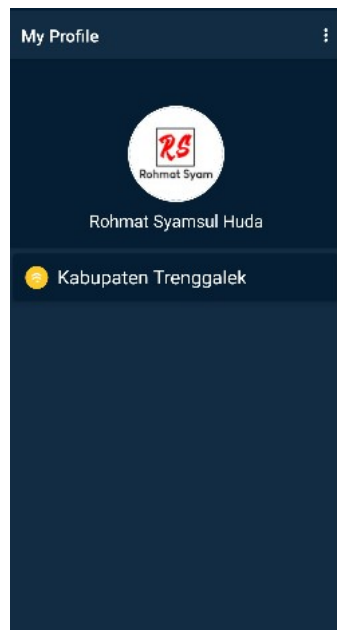 My Profile
RS
Rohmat Syam
Rohmat Syamsul Huda
Kabupaten Trenggalek